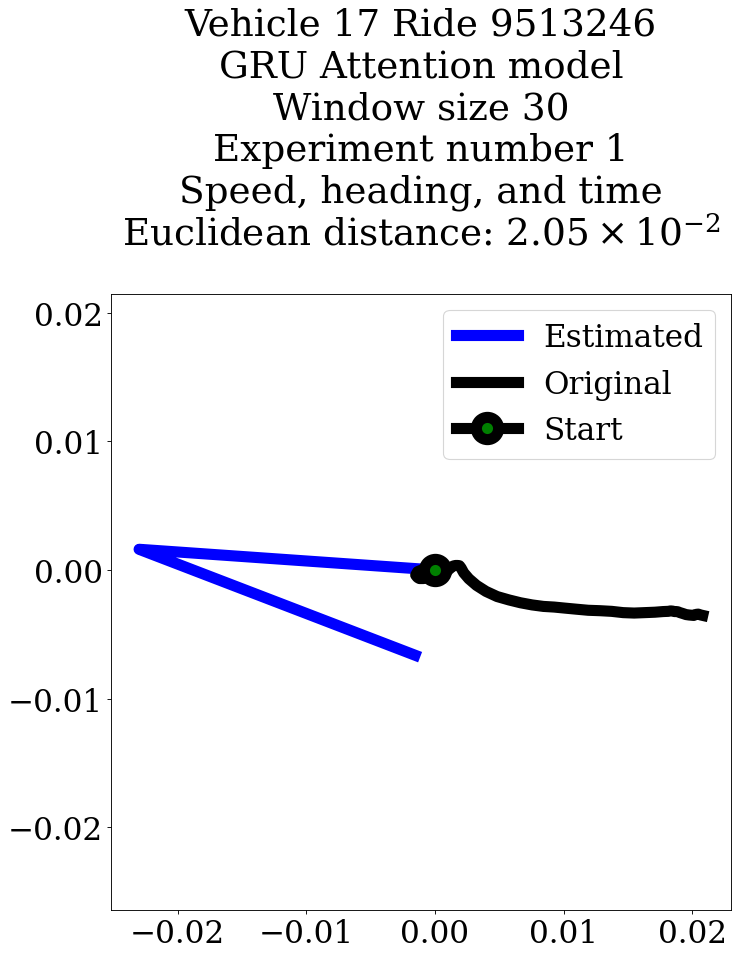 Vehicle 17 Ride 9513246
GRU Attention model
Window size 30
Experiment number 1
Speed, heading, and time
Euclidean distance: 2.05 × 10⁻²
0.02
0.01
0.00
−0.01
−0.02
Estimated
Original
Start
−0.02 −0.01 0.00 0.01 0.02